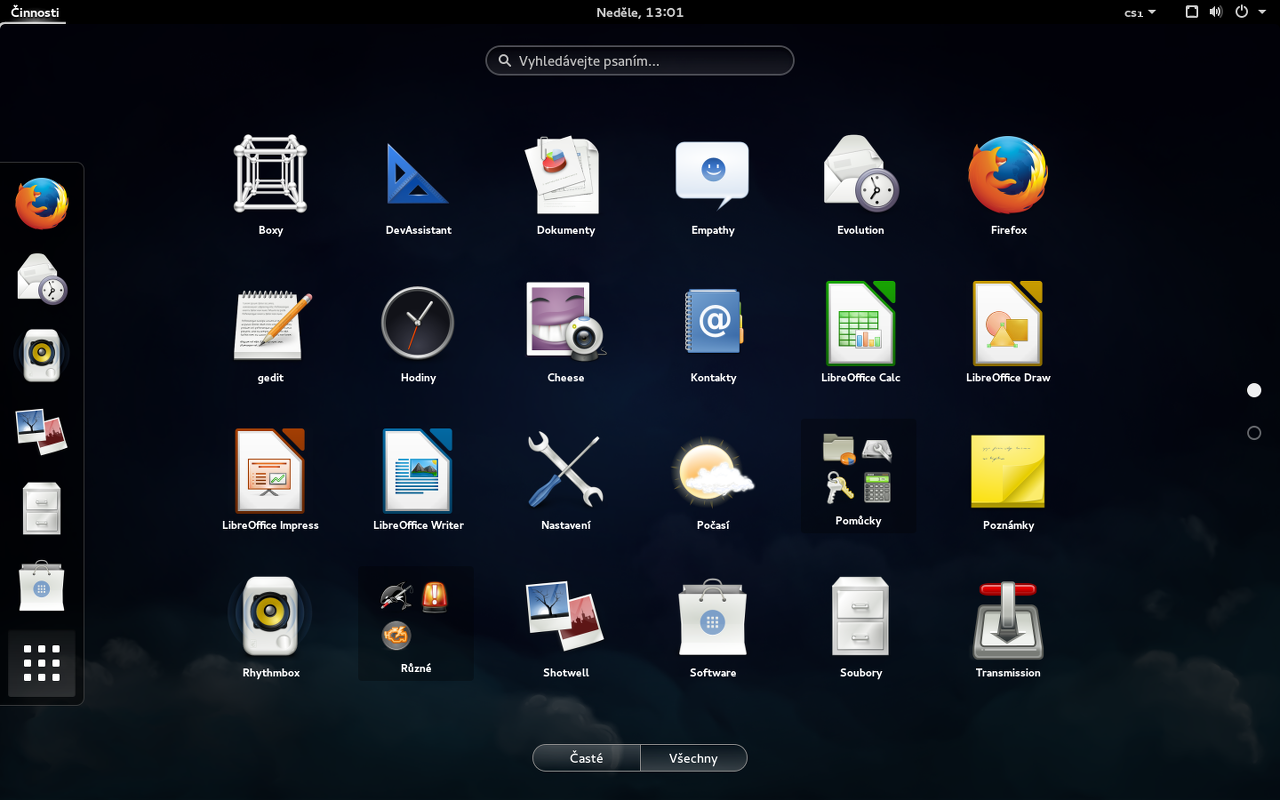 Činnosti
Neděle, 13:01
cs₁
Vyhledávejte psaním...
Boxy
DevAssistant
Dokumenty
Empathy
Evolution
Firefox
gedit
Hodiny
Cheese
Kontakty
LibreOffice Calc
LibreOffice Draw
LibreOffice Impress
LibreOffice Writer
Nastavení
Počasí
Pomůcky
Poznámky
Rhythmbox
Různé
Shotwell
Software
Soubory
Transmission
Časté
Všechny